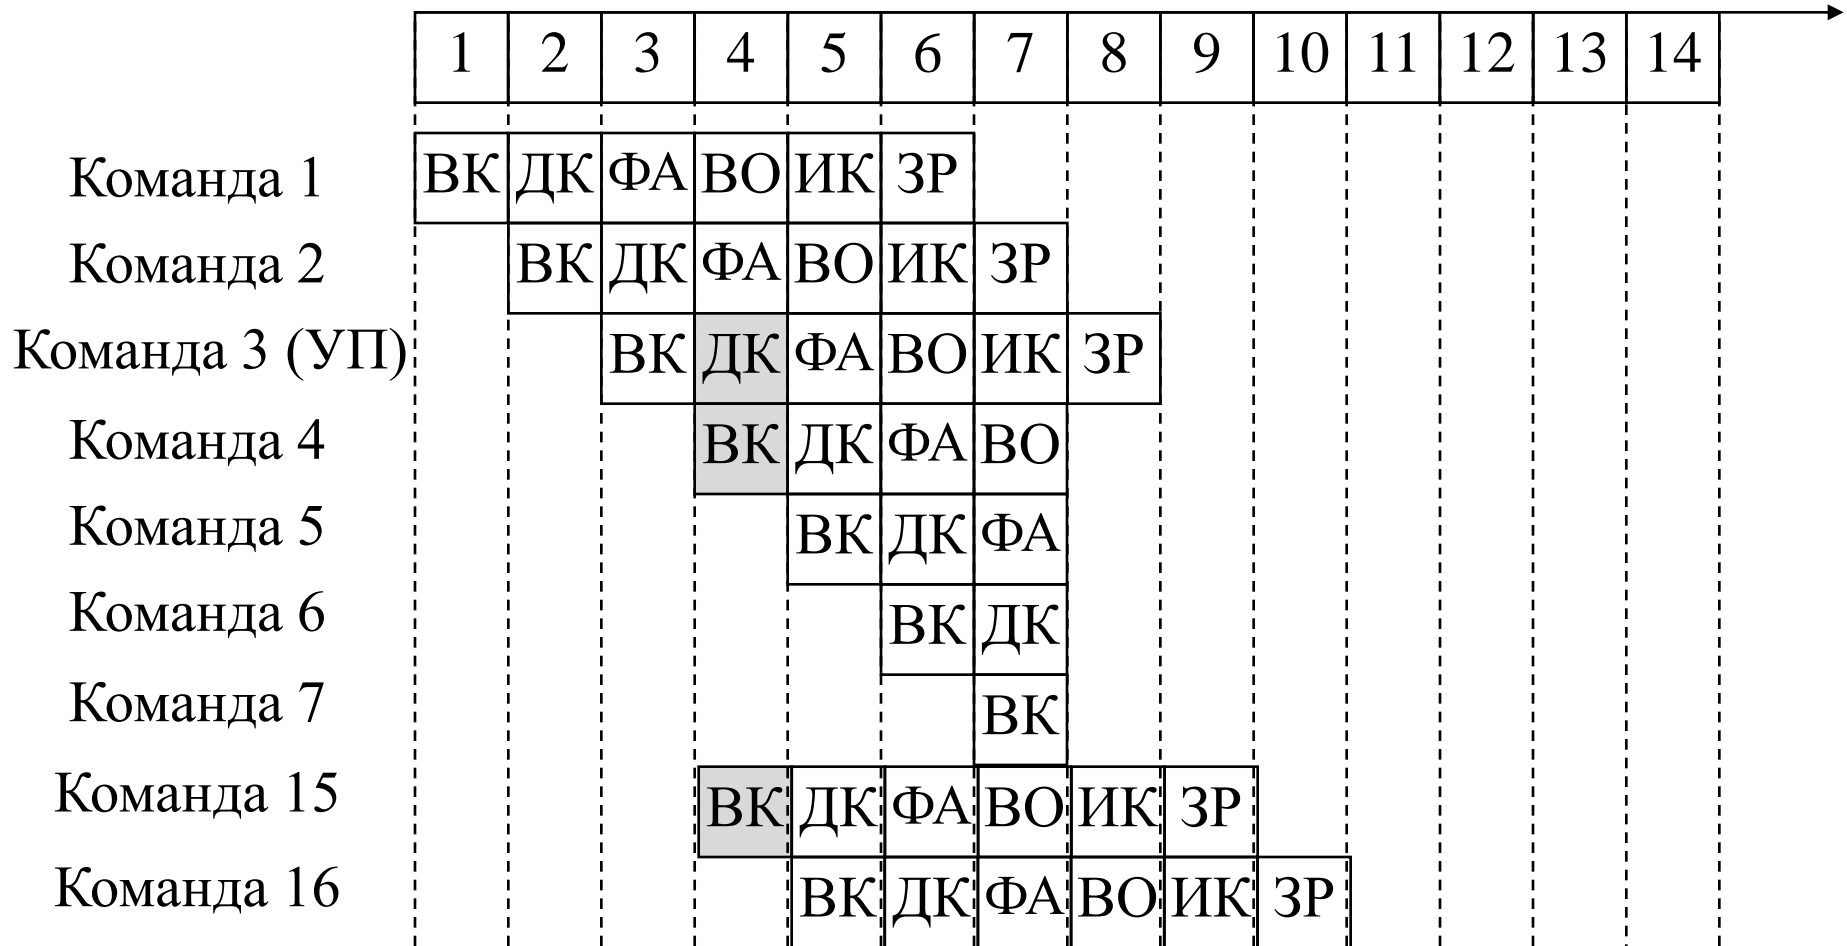 1 2 3 4 5 6 7 8 9 10 11 12 13 14
Команда 1 ВК ДК ФА ВО ИК ЗР
Команда 2 ВК ДК ФА ВО ИК ЗР
Команда 3 (УП) ВК ДК ФА ВО ИК ЗР
Команда 4 ВК ДК ФА ВО
Команда 5 ВК ДК ФА
Команда 6 ВК ДК
Команда 7 ВК
Команда 15 ВК ДК ФА ВО ИК ЗР
Команда 16 ВК ДК ФА ВО ИК ЗР